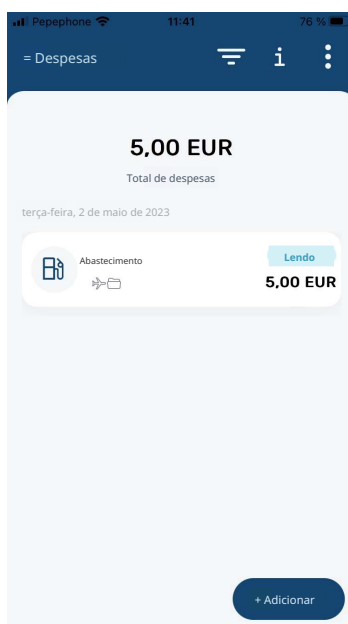 Pepephone 11:41 76 %
= Despesas
5,00 EUR
Total de despesas
terça-feira, 2 de maio de 2023
Abastecimento
Lendo
5,00 EUR
+ Adicionar